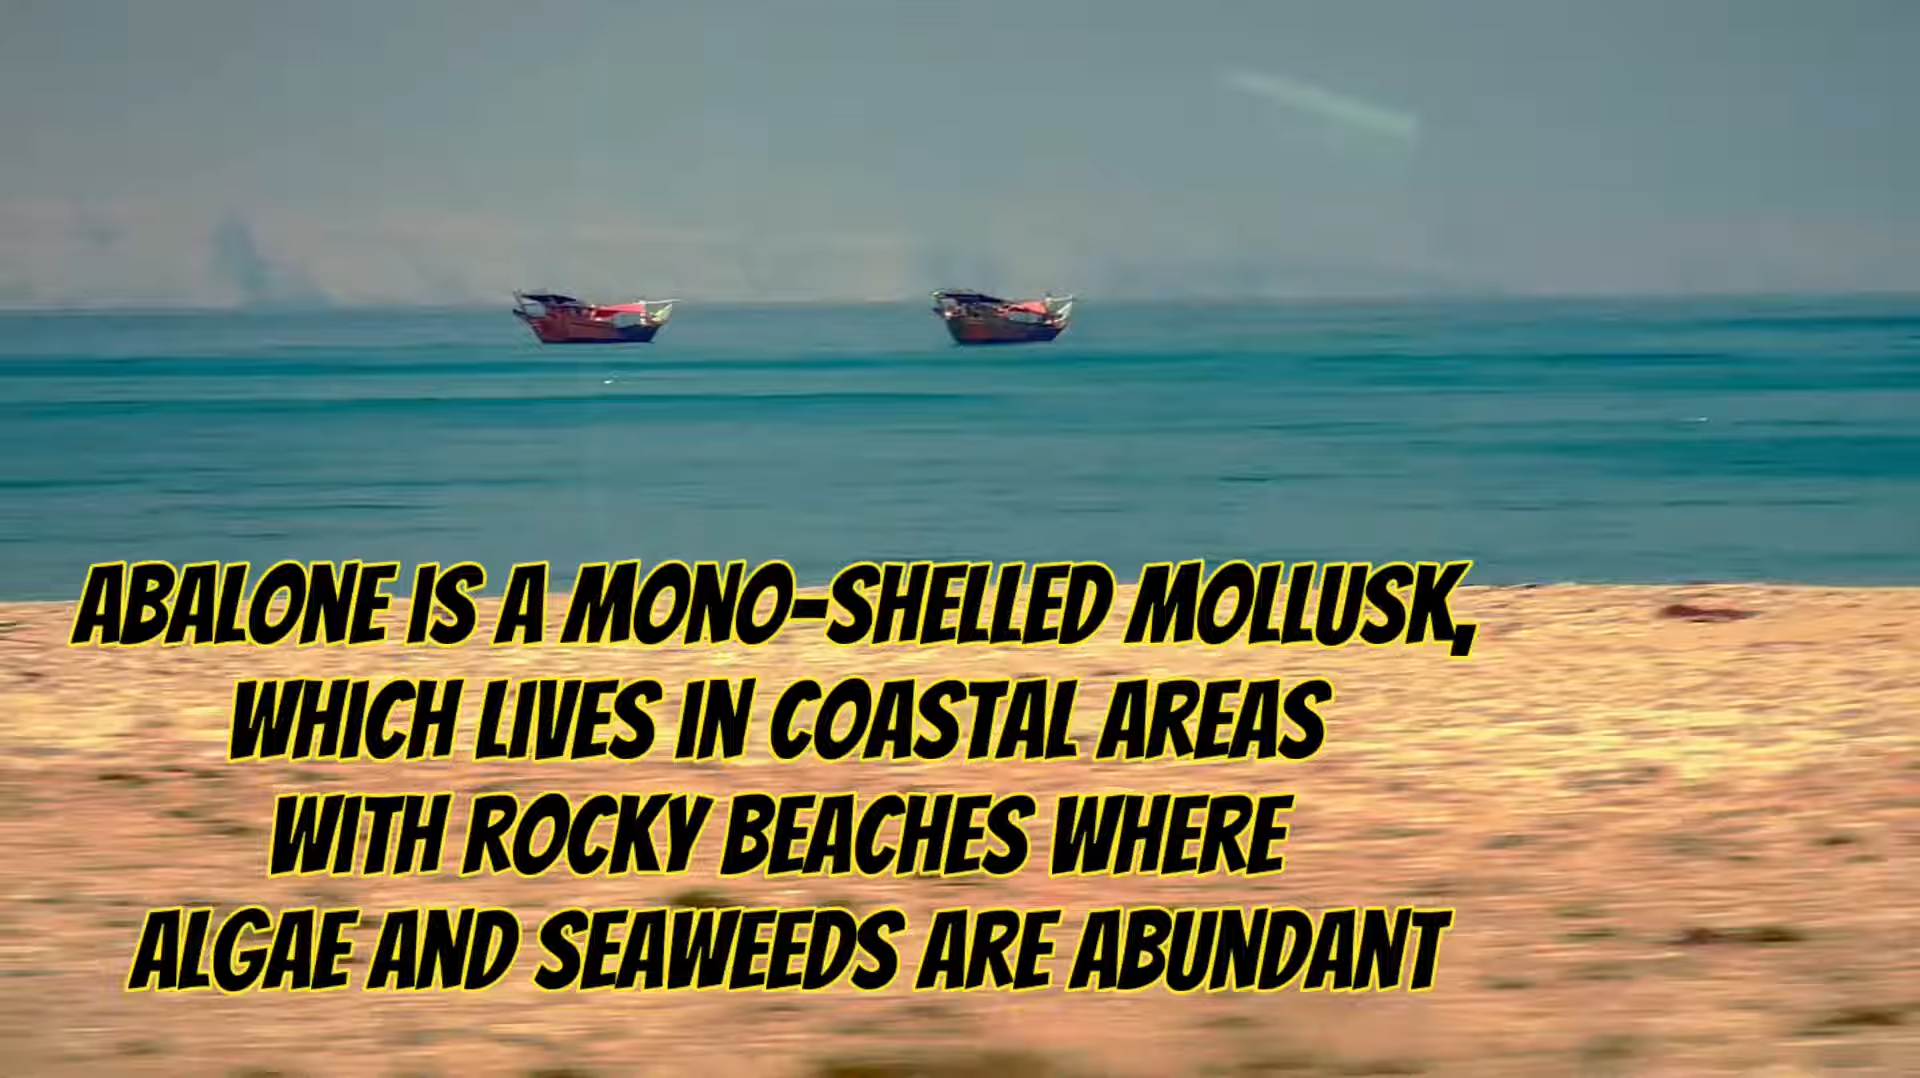 ABALONE IS A MONO-SHELLED MOLLUSK,
WHICH LIVES IN COASTAL AREAS
WITH ROCKY BEACHES WHERE
ALGAE AND SEAWEEDS ARE ABUNDANT